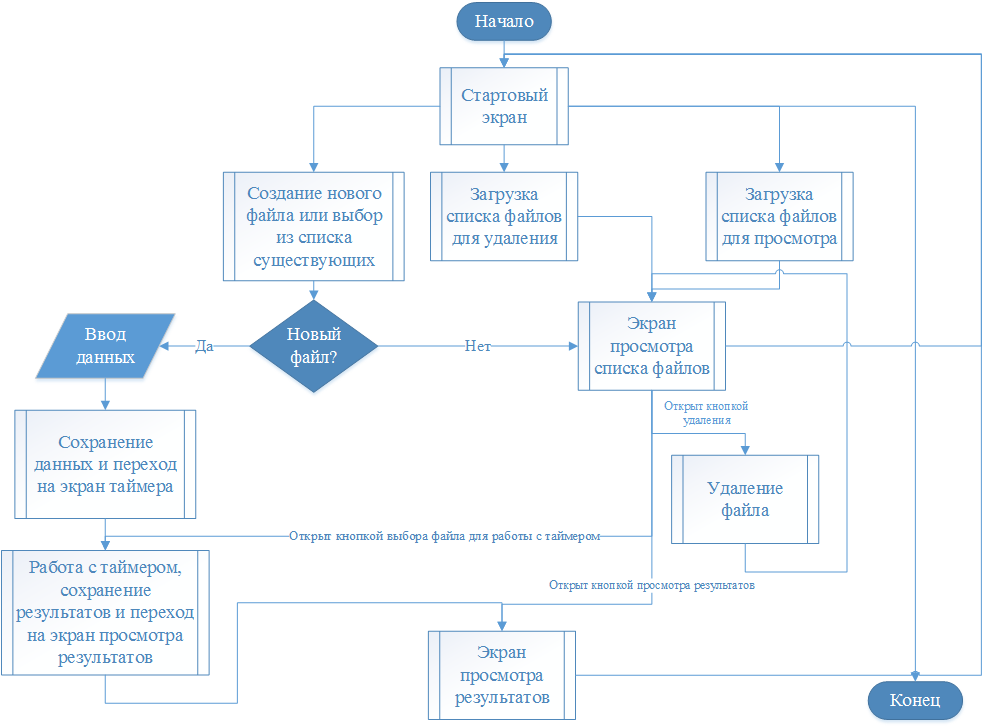 Начало
Стартовый
экран
Создание нового
файла или выбор
из списка
существующих
Загрузка
списка файлов
для удаления
Загрузка
списка файлов
для просмотра
Ввод
данных
Да
Новый
файл?
Нет
Экран
просмотра
списка файлов
Открыт кнопкой
удаления
Сохранение
данных и переход
на экран таймера
Удаление
файла
Открыт кнопкой выбора файла для работы с таймером
Работа с таймером,
сохранение
результатов и переход
на экран просмотра
результатов
Открыт кнопкой просмотра результатов
Экран
просмотра
результатов
Конец